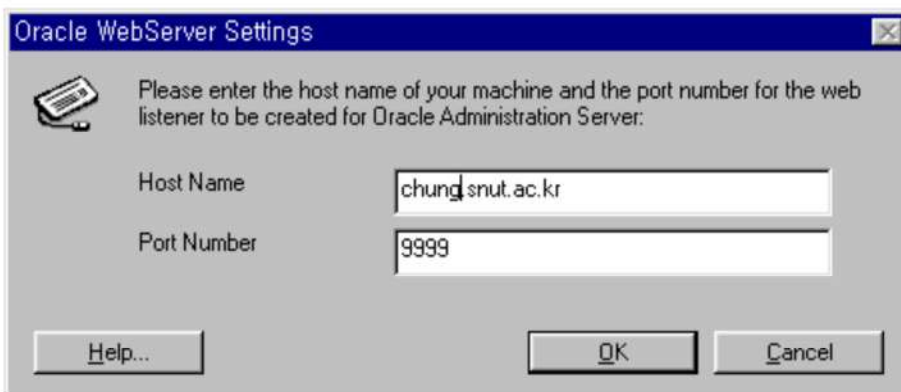 Oracle WebServer Settings
Please enter the host name of your machine and the port number for the web
listener to be created for Oracle Administration Server:
Host Name
chung.snut.ac.kr
Port Number
9999
Help...
OK
Cancel